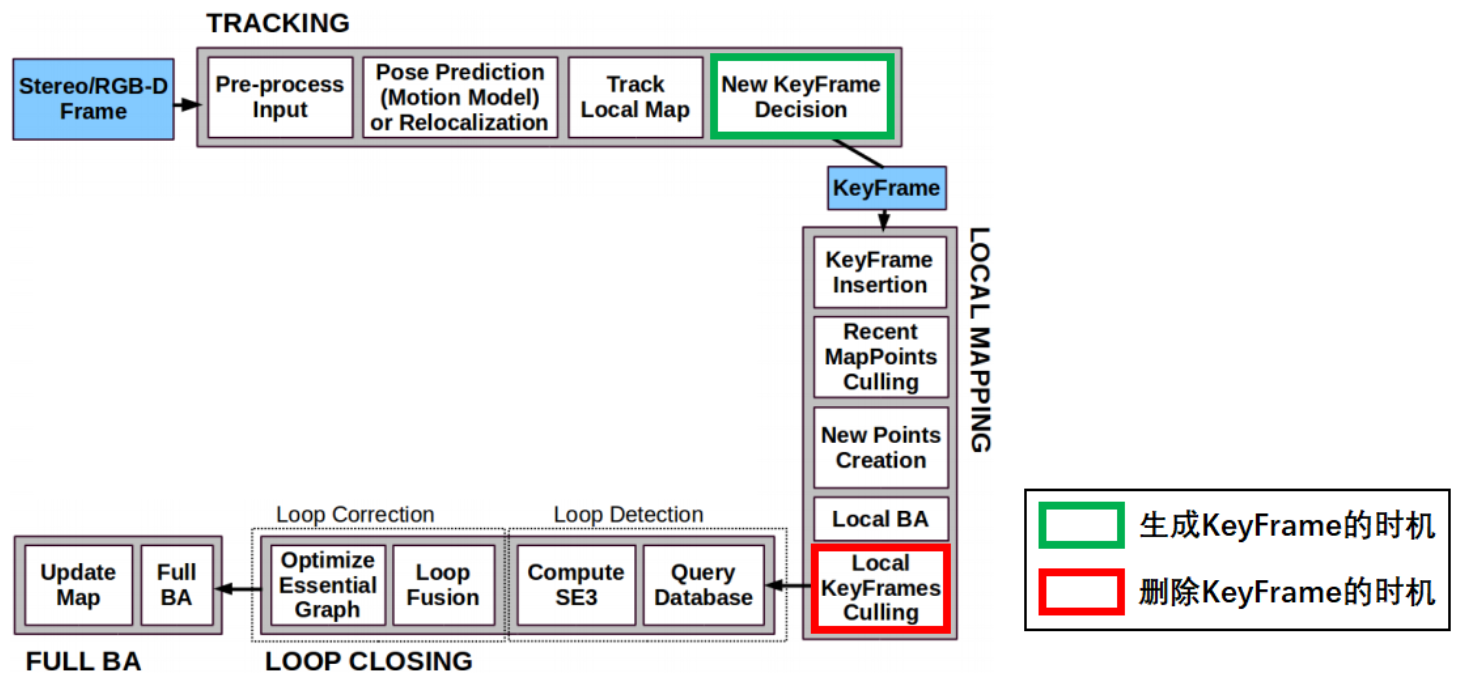 TRACKING
Stereo/RGB-D
Frame
Pre-process
Input
Pose Prediction
(Motion Model)
or Relocalization
Track
Local Map
New KeyFrame
Decision
KeyFrame
LOCAL MAPPING
KeyFrame
Insertion
Recent
MapPoints
Culling
New Points
Creation
Local BA
Local
KeyFrames
Culling
Loop Correction
Loop Detection
Update
Map
Full
BA
Optimize
Essential
Graph
Loop
Fusion
Compute
SE3
Query
Database
FULL BA
LOOP CLOSING
生成KeyFrame的时机
删除KeyFrame的时机